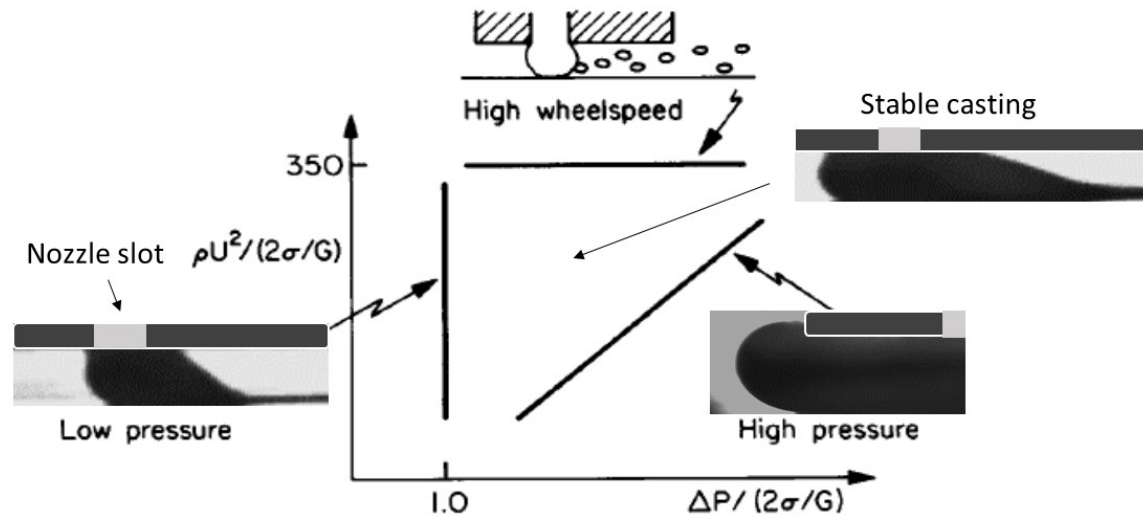 High wheelspeed
Stable casting
350
ρU²/(2σ/G)
Nozzle slot
Low pressure
High pressure
1.0
ΔP/(2σ/G)